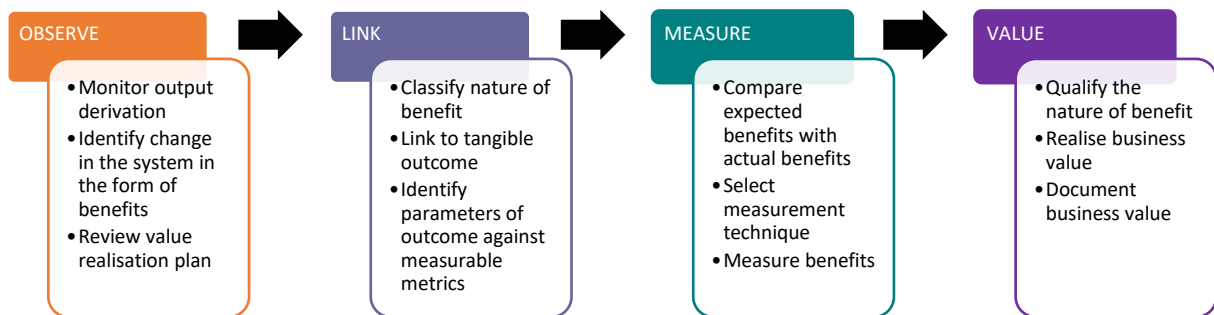 OBSERVE
• Monitor output
derivation
• Identify change
in the system in
the form of
benefits
• Review value
realisation plan
LINK
• Classify nature of
benefit
• Link to tangible
outcome
• Identify
parameters of
outcome against
measurable
metrics
MEASURE
• Compare
expected
benefits with
actual benefits
• Select
measurement
technique
• Measure benefits
VALUE
• Qualify the
nature of benefit
• Realise business
value
• Document
business value